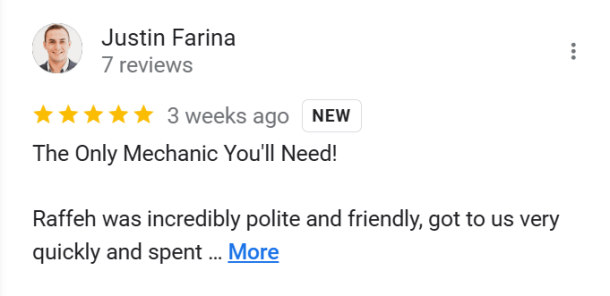 Justin Farina
7 reviews
3 weeks ago NEW
The Only Mechanic You'll Need!
Raffeh was incredibly polite and friendly, got to us very
quickly and spent ... More